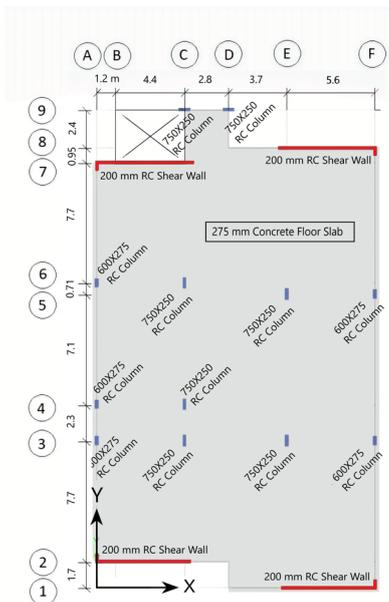 A
B
C
D
E
F
1.2 m
4.4
2.8
3.7
5.6
9
8
7
6
5
4
3
2
1
2.4
0.95
7.7
0.71
7.1
2.3
7.7
1.7
750X250
RC Column
750X250
RC Column
200 mm RC Shear Wall
200 mm RC Shear Wall
275 mm Concrete Floor Slab
600X275
RC Column
750X250
RC Column
750X250
RC Column
600X275
RC Column
600X275
RC Column
750X250
RC Column
600X275
RC Column
750X250
RC Column
750X250
RC Column
600X275
RC Column
Y
X
200 mm RC Shear Wall
200 mm RC Shear Wall